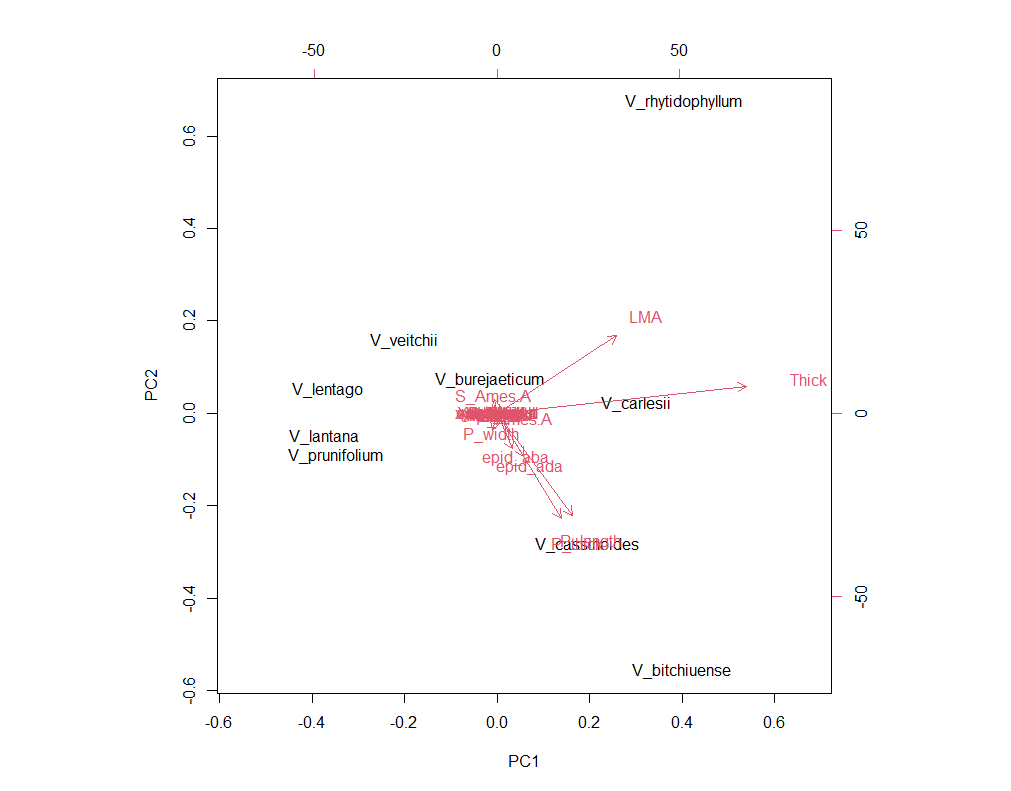 -50 0 50
V_rhytidophyllum
0.6
0.4
50
LMA
0.2
V_veitchii
Thick
V_burejaeticum
PC2
V_lentago
S_Ames.A
V_carlesii
0.0
0
V_lantana
P_width
V_prunifolium
epid_aba
epid_ada
-0.2
V_cassinoides
-0.4
-50
V_bitchiuense
-0.6
-0.6 -0.4 -0.2 0.0 0.2 0.4 0.6
PC1